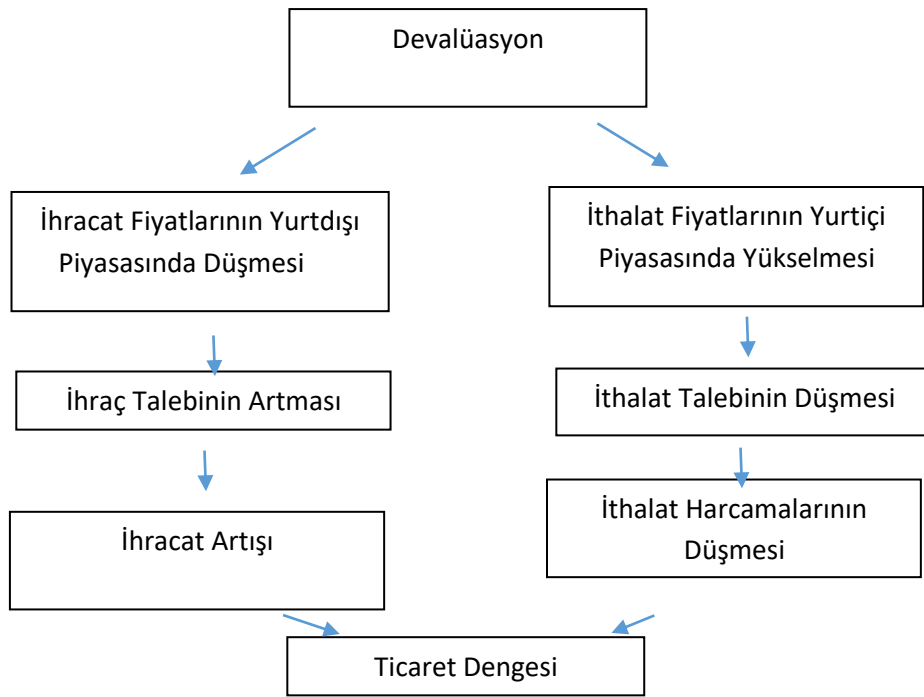 Devalüasyon
İhracat Fiyatlarının Yurtdışı
Piyasasında Düşmesi
İthalat Fiyatlarının Yurtiçi
Piyasasında Yükselmesi
İhraç Talebinin Artması
İthalat Talebinin Düşmesi
İhracat Artışı
İthalat Harcamalarının
Düşmesi
Ticaret Dengesi